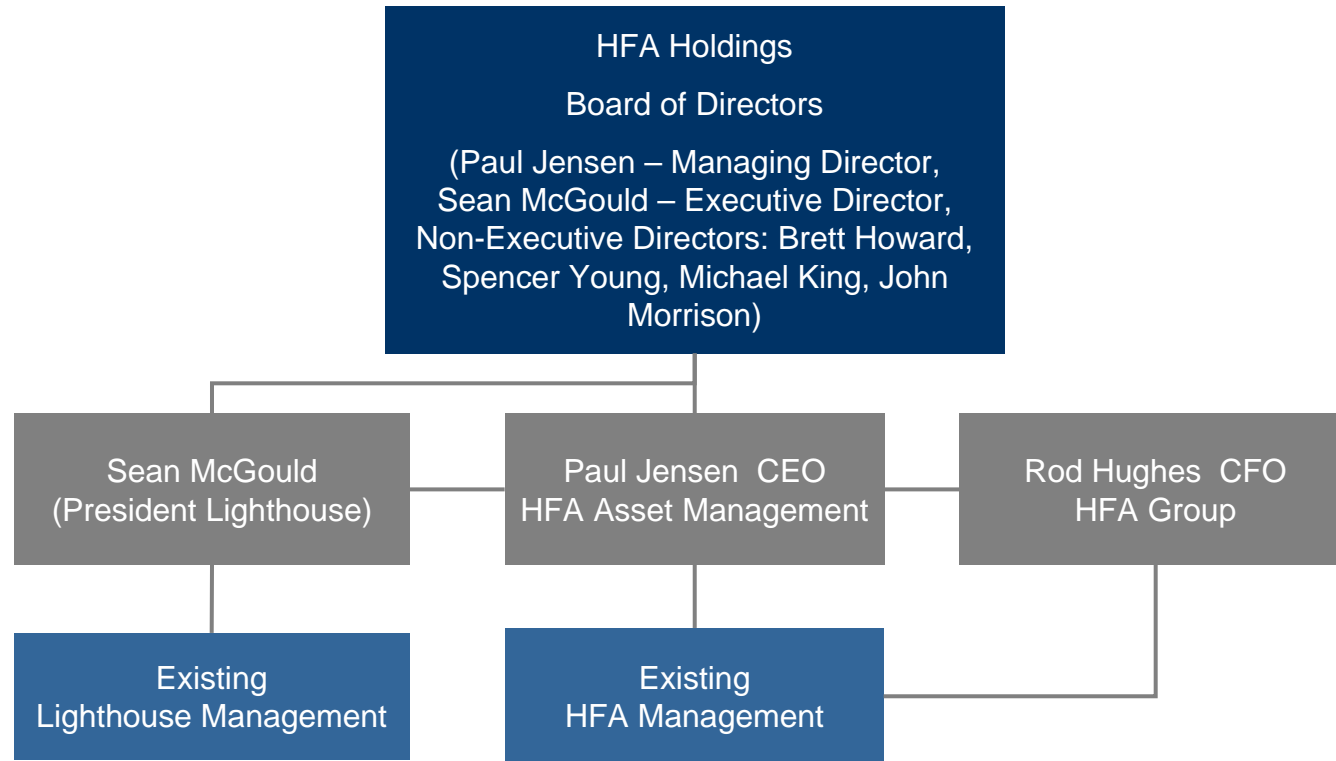 HFA Holdings
Board of Directors
(Paul Jensen – Managing Director,
Sean McGould – Executive Director,
Non-Executive Directors: Brett Howard,
Spencer Young, Michael King, John
Morrison)
Sean McGould
(President Lighthouse)
Paul Jensen  CEO
HFA Asset Management
Rod Hughes  CFO
HFA Group
Existing
Lighthouse Management
Existing
HFA Management